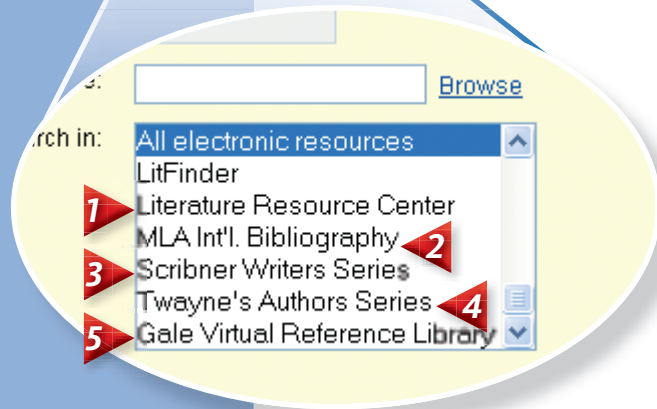 Browse
All electronic resources
LitFinder
1 Literature Resource Center
MLA Int'l. Bibliography 2
3 Scribner Writers Series
Twayne's Authors Series 4
5 Gale Virtual Reference Library
in: